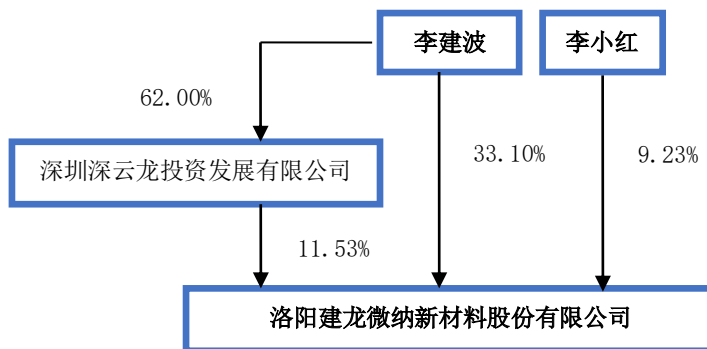 李建波
李小红
62.00%
深圳深云龙投资发展有限公司
33.10%
9.23%
11.53%
洛阳建龙微纳新材料股份有限公司